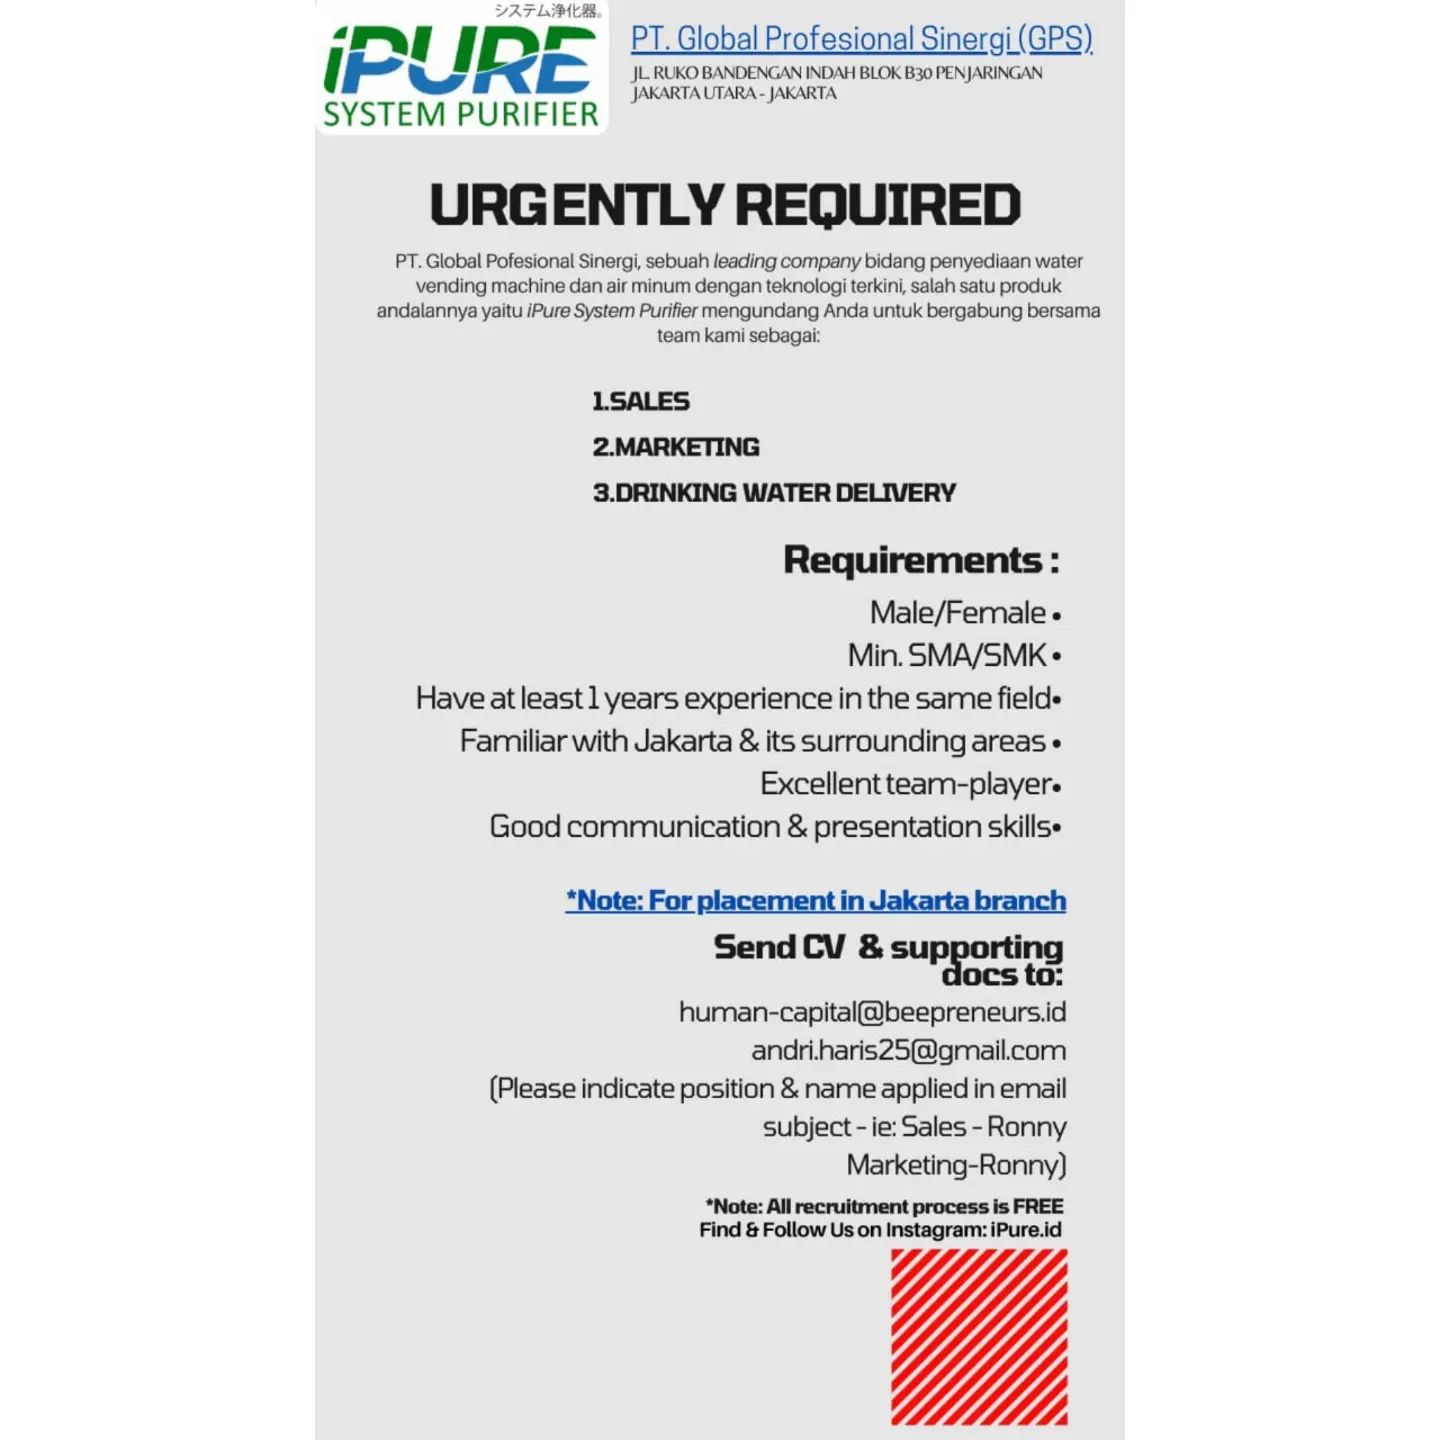 システム浄化器。
iPURE
SYSTEM PURIFIER
PT. Global Profesional Sinergi (GPS)
JL. RUKO BANDENGAN INDAH BLOK B30 PENJARINGAN
JAKARTA UTARA - JAKARTA
URGENTLY REQUIRED
PT. Global Pofesional Sinergi, sebuah leading company bidang penyediaan water
vending machine dan air minum dengan teknologi terkini, salah satu produk
andalannya yaitu iPure System Purifier mengundang Anda untuk bergabung bersama
team kami sebagai:
1.SALES
2.MARKETING
3.DRINKING WATER DELIVERY
Requirements :
Male/Female •
Min. SMA/SMK •
Have at least 1 years experience in the same field•
Familiar with Jakarta & its surrounding areas •
Excellent team-player•
Good communication & presentation skills•
*Note: For placement in Jakarta branch
Send CV & supporting
docs to:
human-capital@beepreneurs.id
andri.haris25@gmail.com
(Please indicate position & name applied in email
subject - ie: Sales - Ronny
Marketing-Ronny)
*Note: All recruitment process is FREE
Find & Follow Us on Instagram: iPure.id